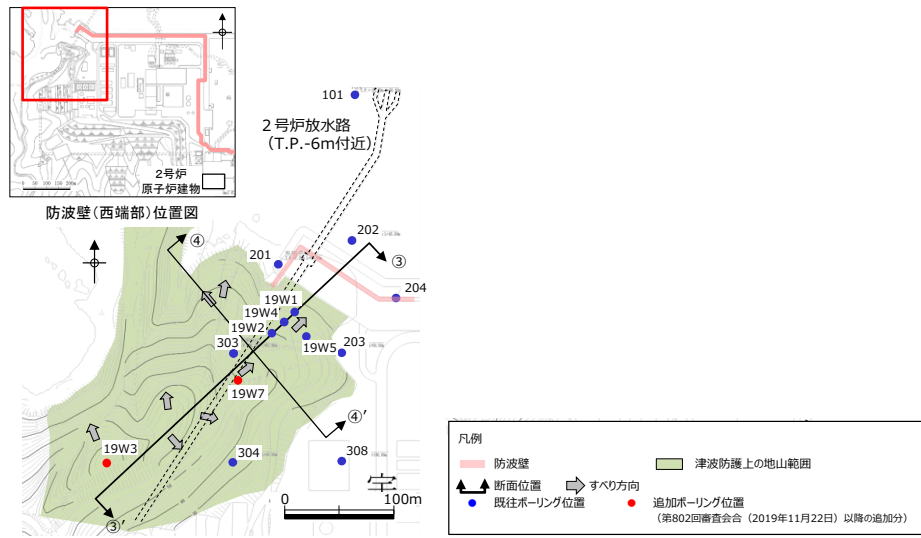 2号炉
原子炉建物
0 50 100 150 200m
防波壁(西端部)位置図
101
2号炉放水路
(T.P.-6m付近)
④
202
③
201
204
19W1
19W4
19W2
303
19W5
203
19W7
④’
19W3
304
308
③’
0 100m
凡例
防波壁
津波防護上の地山範囲
断面位置
すべり方向
既往ボーリング位置
追加ボーリング位置
(第802回審査会合(2019年11月22日)以降の追加分)